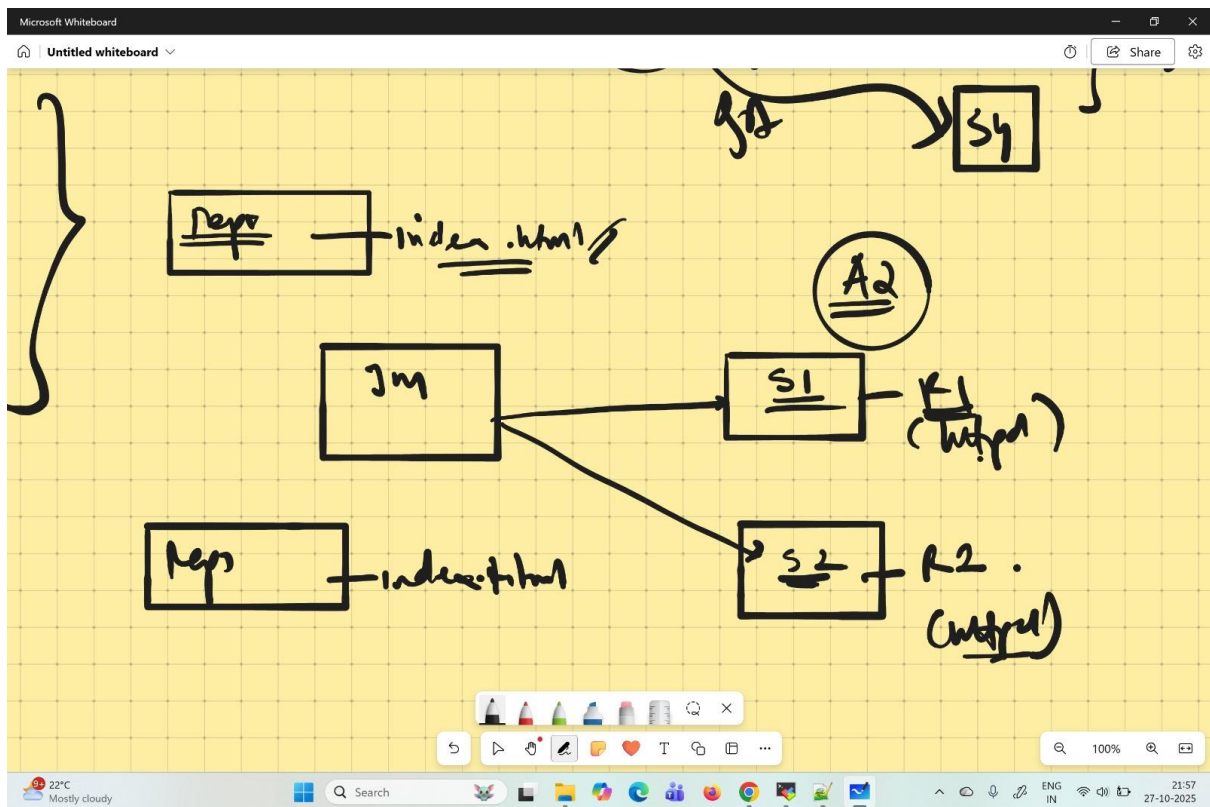 Microsoft Whiteboard
Untitled whiteboard
Share
S4
Repo
index.html
A2
Jm
S1
R1
(httpd)
Repo
index.html
S2
R2.
(httpd)
T
100%
9+
22°C
Mostly cloudy
Search
ENG
IN
21:57
27-10-2025